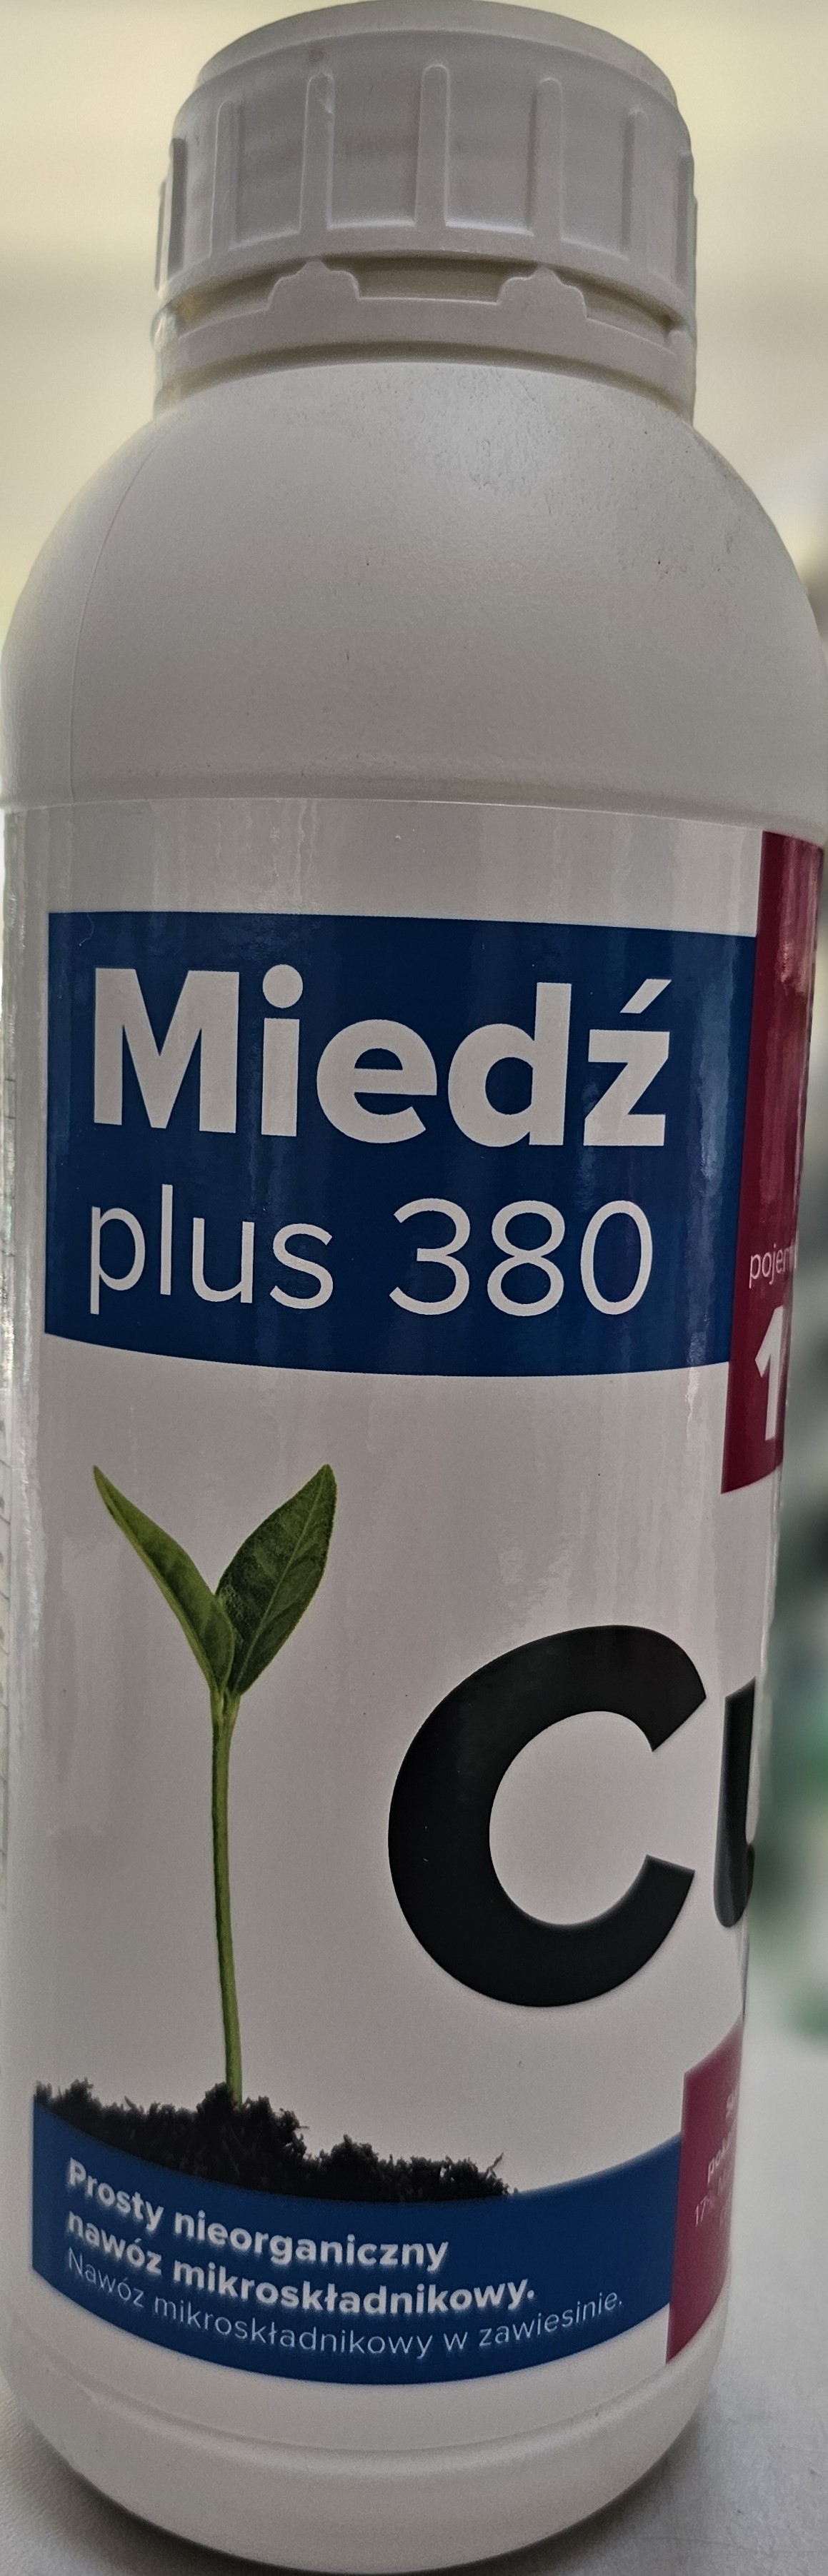 Miedź
plus 380
Cu
Prosty nieorganiczny
nawóz mikroskładnikowy.
Nawóz mikroskładnikowy w zawiesinie.